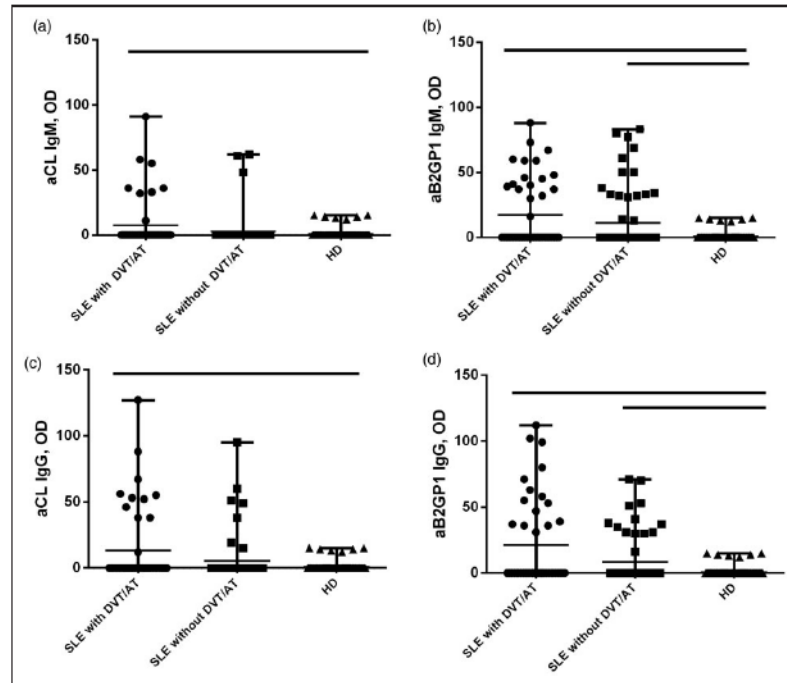 (a)
150
100
50
0
aCL IgM, OD
SLE with DVT/AT
SLE without DVT/AT
HD
(b)
150
100
50
0
aB2GP1 IgM, OD
SLE with DVT/AT
SLE without DVT/AT
HD
(c)
150
100
50
0
aCL IgG, OD
SLE with DVT/AT
SLE without DVT/AT
HD
(d)
150
100
50
0
aB2GP1 IgG, OD
SLE with DVT/AT
SLE without DVT/AT
HD